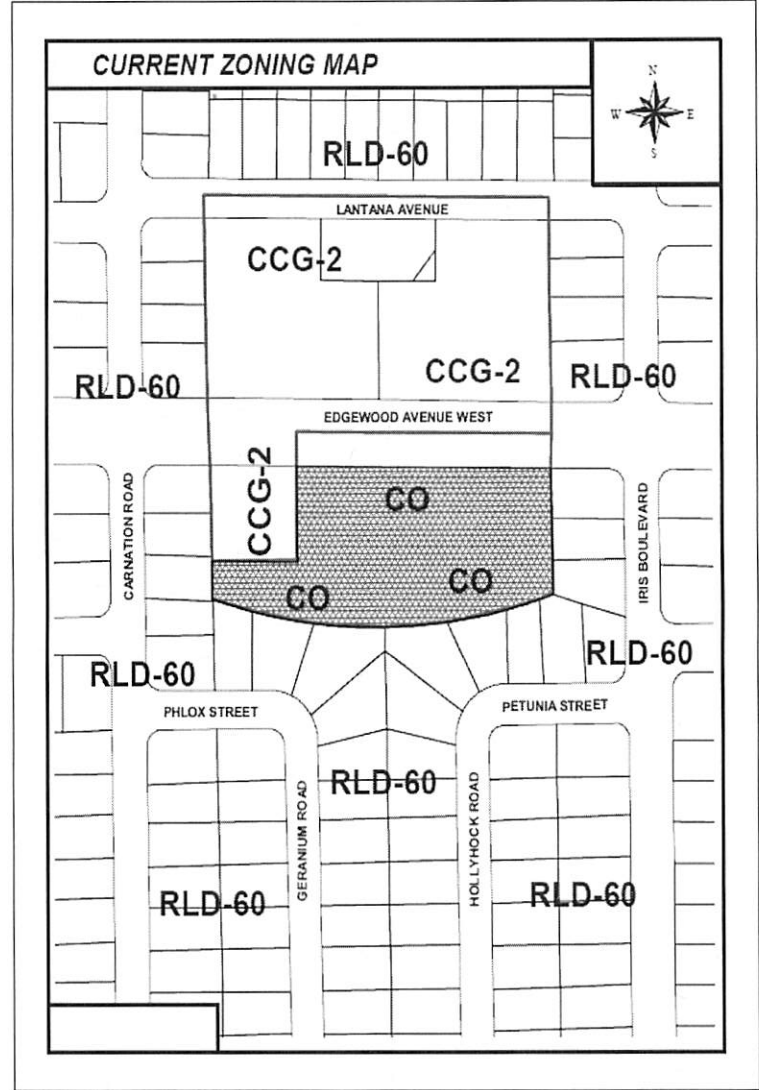 CURRENT ZONING MAP
N
W E
S
RLD-60
LANTANA AVENUE
CCG-2
CCG-2
RLD-60
RLD-60
EDGEWOOD AVENUE WEST
CCG-2
CO
CARNATION ROAD
IRIS BOULEVARD
CO
CO
RLD-60
RLD-60
PHLOX STREET
PETUNIA STREET
RLD-60
GERANIUM ROAD
HOLLYHOCK ROAD
RLD-60
RLD-60